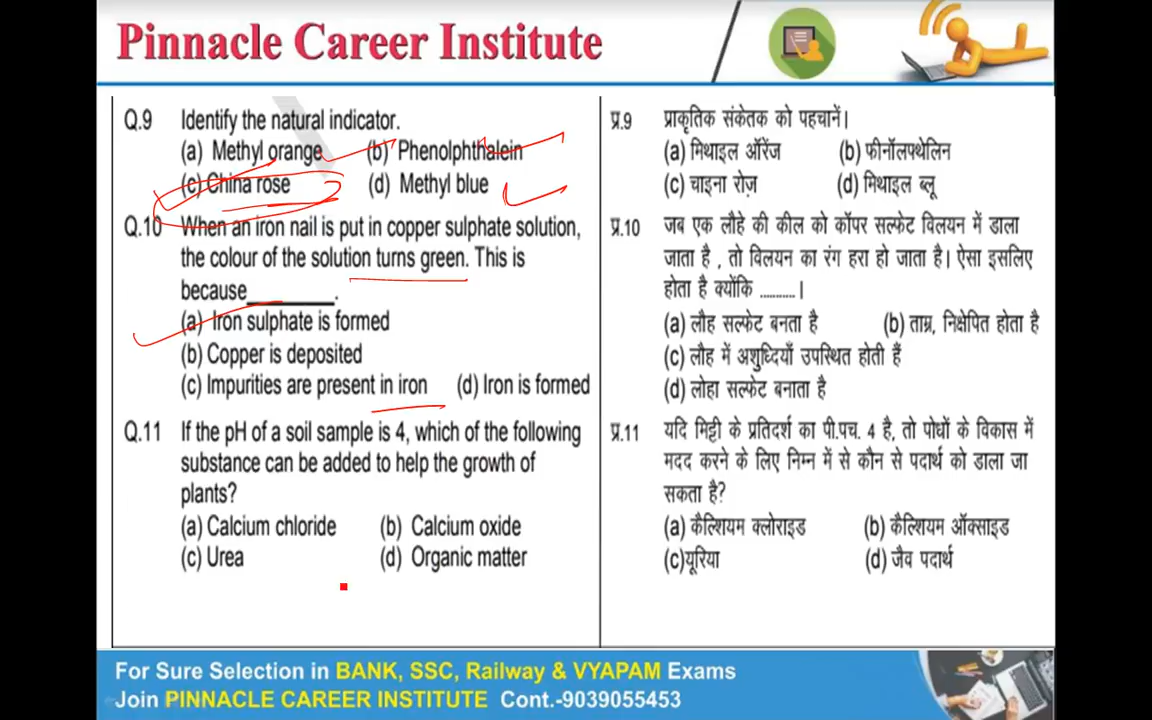 Pinnacle Career Institute
Q.9 Identify the natural indicator.
(a) Methyl orange (b) Phenolphthalein
(c) China rose (d) Methyl blue
Q.10 When an iron nail is put in copper sulphate solution,
the colour of the solution turns green. This is
because________.
(a) Iron sulphate is formed
(b) Copper is deposited
(c) Impurities are present in iron (d) Iron is formed
Q.11 If the pH of a soil sample is 4, which of the following
substance can be added to help the growth of
plants?
(a) Calcium chloride (b) Calcium oxide
(c) Urea (d) Organic matter
प्र.9 प्राकृतिक संकेतक को पहचानें।
(a) मिथाइल ऑरेंज (b) फीनॉलपथेलिन
(c) चाइना रोज़ (d) मिथाइल ब्लू
प्र.10 जब एक लौहे की कील को कॉपर सल्फेट विलयन में डाला
जाता है , तो विलयन का रंग हरा हो जाता है। ऐसा इसलिए
होता है क्योंकि ..........।
(a) लौह सल्फेट बनता है (b) ताम्र, निक्षेपित होता है
(c) लौह में अशुध्दियाँ उपस्थित होती हैं
(d) लोहा सल्फेट बनाता है
प्र.11 यदि मिट्टी के प्रतिदर्श का पी.पच. 4 है, तो पोधों के विकास में
मदद करने के लिए निम्न में से कौन से पदार्थ को डाला जा
सकता है?
(a) कैल्शियम क्लोराइड (b) कैल्शियम ऑक्साइड
(c)यूरिया (d) जैव पदार्थ
For Sure Selection in BANK, SSC, Railway & VYAPAM Exams
Join PINNACLE CAREER INSTITUTE Cont.-9039055453